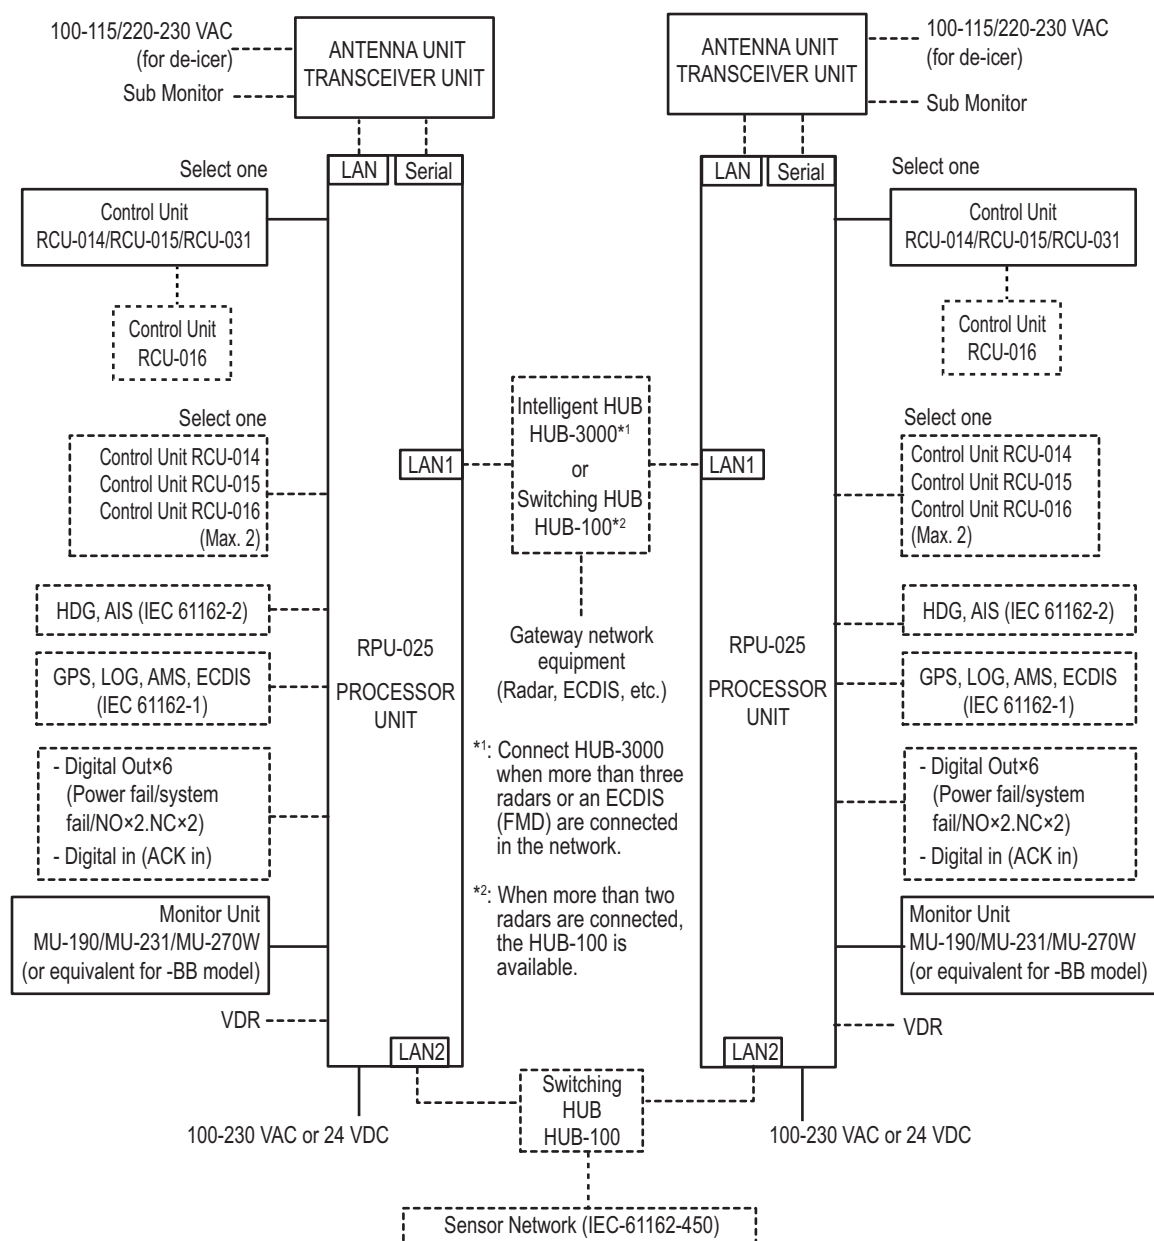 100-115/220-230 VAC
(for de-icer)
Sub Monitor
ANTENNA UNIT
TRANSCEIVER UNIT
LAN
Serial
Select one
Control Unit
RCU-014/RCU-015/RCU-031
Control Unit
RCU-016
Select one
Control Unit RCU-014
Control Unit RCU-015
Control Unit RCU-016
(Max. 2)
HDG, AIS (IEC 61162-2)
GPS, LOG, AMS, ECDIS
(IEC 61162-1)
- Digital Out×6
(Power fail/system
fail/NO×2.NC×2)
- Digital in (ACK in)
Monitor Unit
MU-190/MU-231/MU-270W
(or equivalent for -BB model)
VDR
LAN1
RPU-025
PROCESSOR
UNIT
LAN2
100-230 VAC or 24 VDC
Intelligent HUB
HUB-3000*1
or
Switching HUB
HUB-100*2
Gateway network
equipment
(Radar, ECDIS, etc.)
*1: Connect HUB-3000
when more than three
radars or an ECDIS
(FMD) are connected
in the network.
*2: When more than two
radars are connected,
the HUB-100 is
available.
Switching
HUB
HUB-100
Sensor Network (IEC-61162-450)
ANTENNA UNIT
TRANSCEIVER UNIT
100-115/220-230 VAC
(for de-icer)
Sub Monitor
LAN
Serial
LAN1
RPU-025
PROCESSOR
UNIT
LAN2
100-230 VAC or 24 VDC
Select one
Control Unit
RCU-014/RCU-015/RCU-031
Control Unit
RCU-016
Select one
Control Unit RCU-014
Control Unit RCU-015
Control Unit RCU-016
(Max. 2)
HDG, AIS (IEC 61162-2)
GPS, LOG, AMS, ECDIS
(IEC 61162-1)
- Digital Out×6
(Power fail/system
fail/NO×2.NC×2)
- Digital in (ACK in)
Monitor Unit
MU-190/MU-231/MU-270W
(or equivalent for -BB model)
VDR